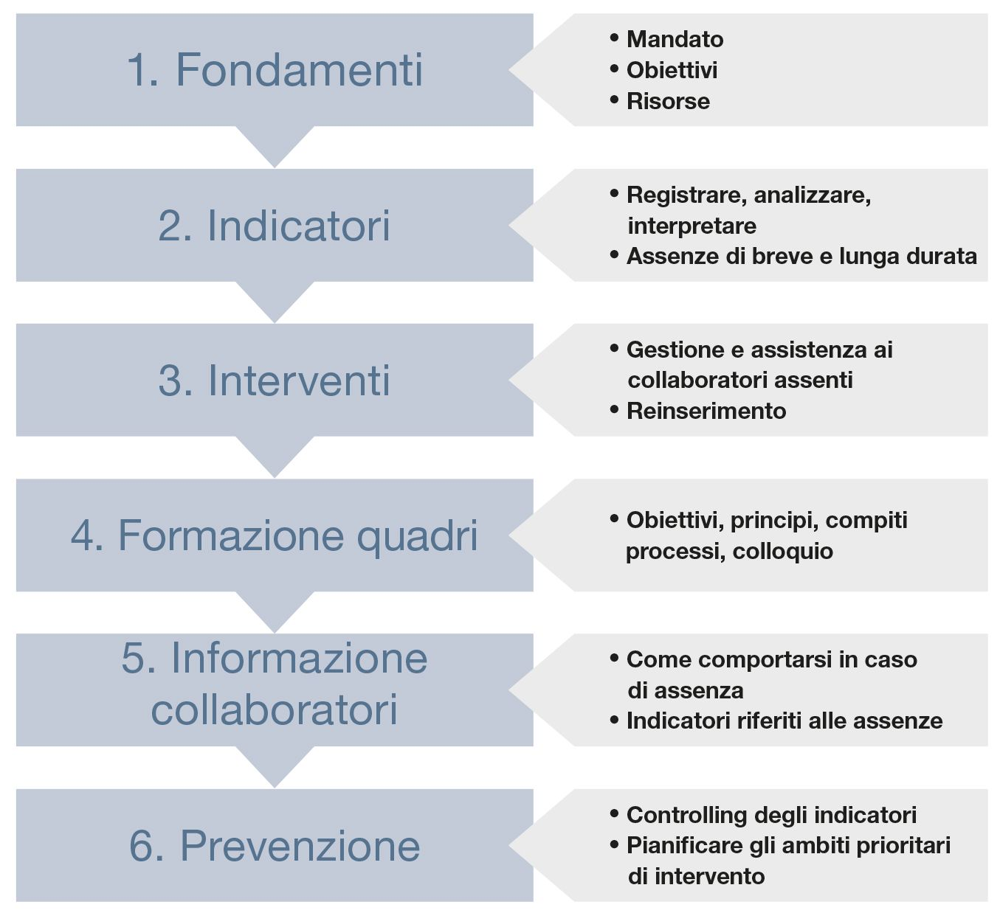 1. Fondamenti
• Mandato
• Obiettivi
• Risorse
2. Indicatori
• Registrare, analizzare,
interpretare
• Assenze di breve e lunga durata
3. Interventi
• Gestione e assistenza ai
collaboratori assenti
• Reinserimento
4. Formazione quadri
• Obiettivi, principi, compiti
processi, colloquio
5. Informazione
collaboratori
• Come comportarsi in caso
di assenza
• Indicatori riferiti alle assenze
6. Prevenzione
• Controlling degli indicatori
• Pianificare gli ambiti prioritari
di intervento